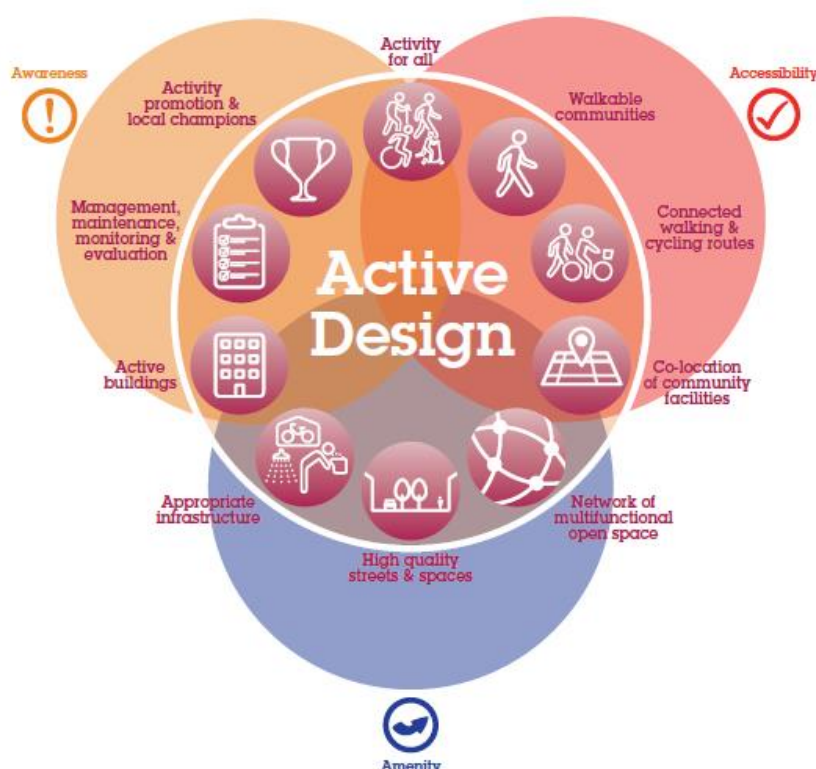 Activity
for all
Awareness
Accessibility
Activity
promotion &
local champions
Walkable
communities
Management,
maintenance,
monitoring &
evaluation
Connected
walking &
cycling routes
Active
Design
Active
buildings
Co-location
of community
facilities
Appropriate
infrastructure
Network of
multifunctional
open space
High quality
streets & spaces
Amenity